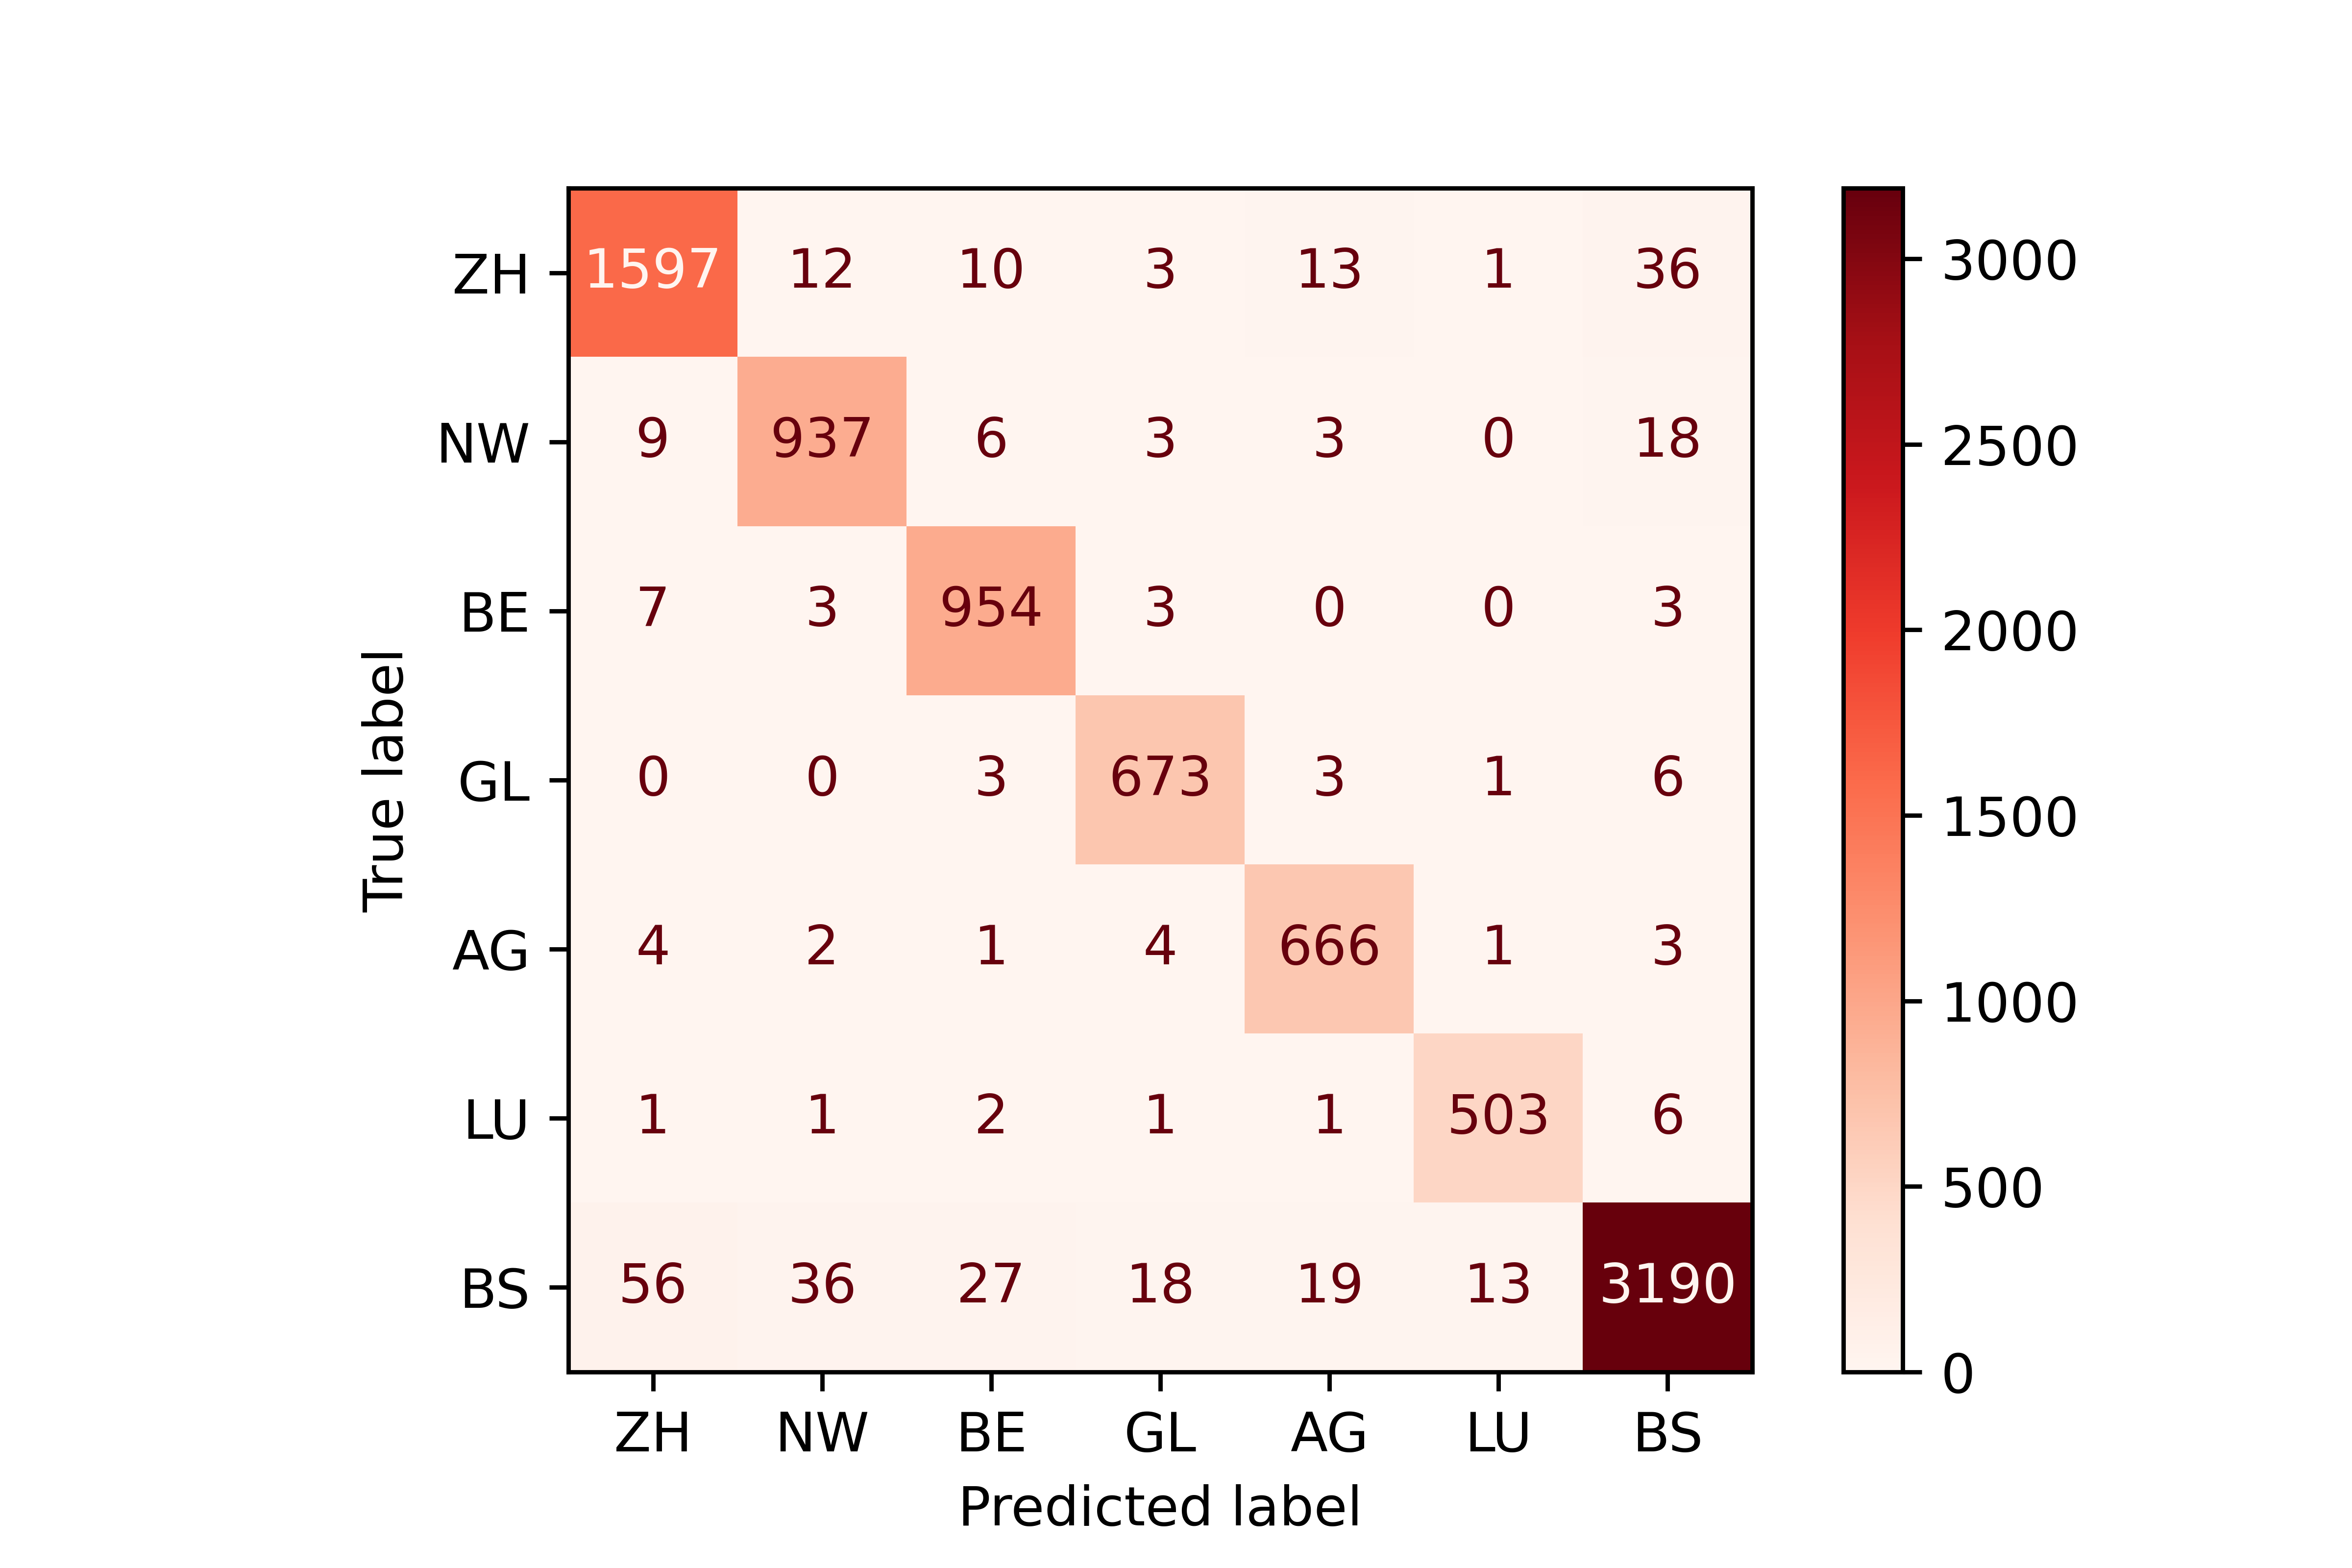 ZH 1597 12 10 3 13 1 36
NW 9 937 6 3 3 0 18
BE 7 3 954 3 0 0 3
GL 0 0 3 673 3 1 6
AG 4 2 1 4 666 1 3
LU 1 1 2 1 1 503 6
BS 56 36 27 18 19 13 3190
ZH NW BE GL AG LU BS
Predicted label
True label
3000
2500
2000
1500
1000
500
0